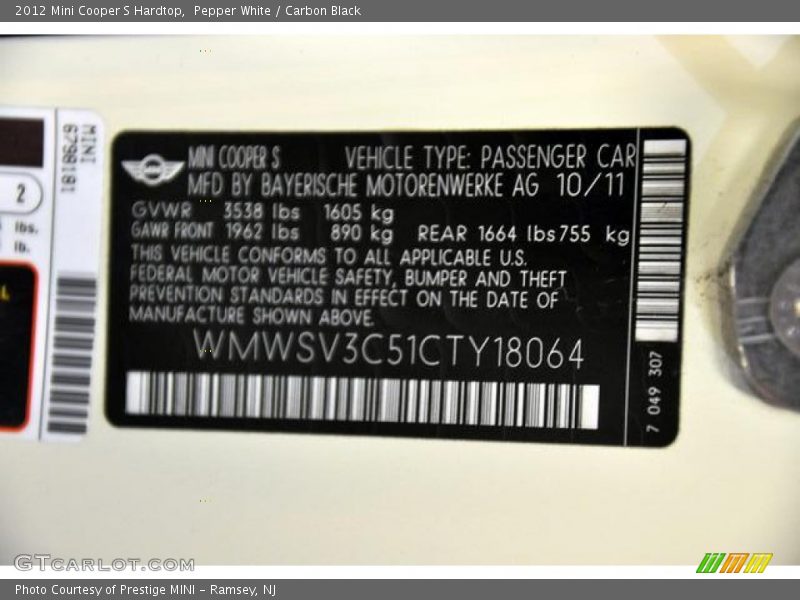 2012 Mini Cooper S Hardtop,  Pepper White / Carbon Black
MINI
6798181
2
lbs.
lb.
L
MINI
MINI COOPER S VEHICLE TYPE: PASSENGER CAR
MFD BY BAYERISCHE MOTORENWERKE AG 10/11
GVWR 3538 lbs 1605 kg
GAWR FRONT 1962 lbs 890 kg REAR 1664 lbs 755 kg
THIS VEHICLE CONFORMS TO ALL APPLICABLE U.S.
FEDERAL MOTOR VEHICLE SAFETY, BUMPER AND THEFT
PREVENTION STANDARDS IN EFFECT ON THE DATE OF
MANUFACTURE SHOWN ABOVE.
WMWSV3C51CTY18064
7 049 307
GTcarlot.com
Photo Courtesy of Prestige MINI - Ramsey, NJ